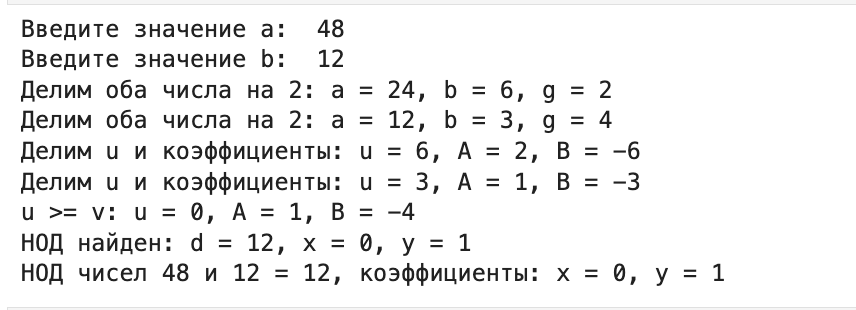 Введите значение a:  48
Введите значение b:  12
Делим оба числа на 2: a = 24, b = 6, g = 2
Делим оба числа на 2: a = 12, b = 3, g = 4
Делим u и коэффициенты: u = 6, A = 2, B = -6
Делим u и коэффициенты: u = 3, A = 1, B = -3
u >= v: u = 0, A = 1, B = -4
НОД найден: d = 12, x = 0, y = 1
НОД чисел 48 и 12 = 12, коэффициенты: x = 0, y = 1